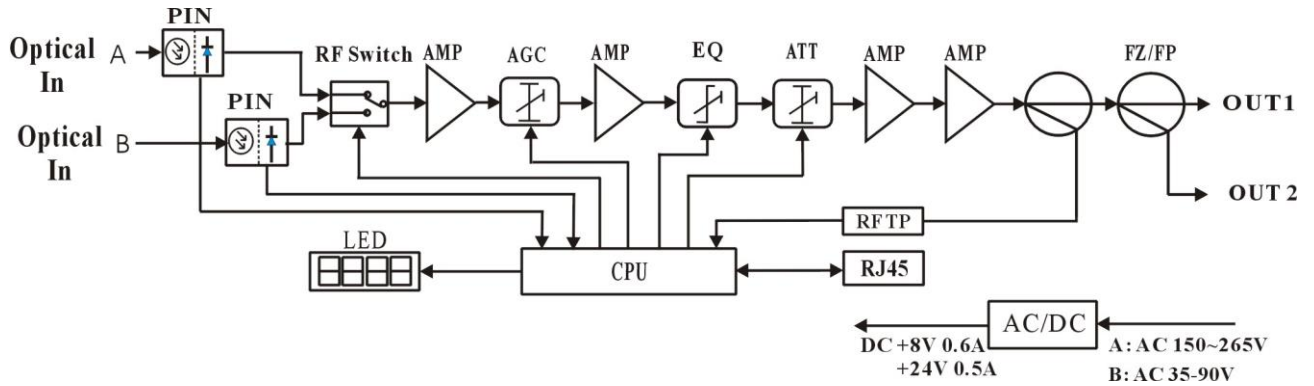 PIN
Optical In A
RF Switch
AMP
AGC
AMP
EQ
ATT
AMP
AMP
FZ/FP
OUT1
PIN
Optical In B
OUT 2
RFTP
LED
CPU
RJ45
AC/DC
DC +8V 0.6A
+24V 0.5A
A: AC 150~265V
B: AC 35-90V